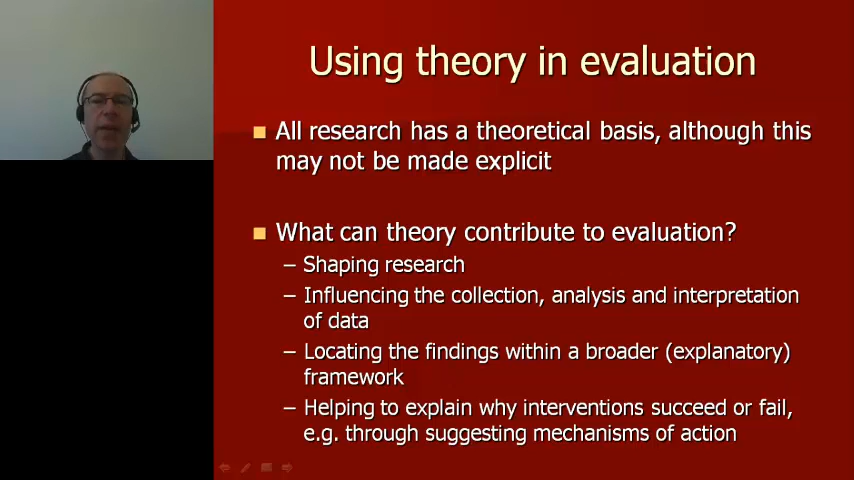 Using theory in evaluation
All research has a theoretical basis, although this
may not be made explicit
What can theory contribute to evaluation?
– Shaping research
– Influencing the collection, analysis and interpretation
of data
– Locating the findings within a broader (explanatory)
framework
– Helping to explain why interventions succeed or fail,
e.g. through suggesting mechanisms of action